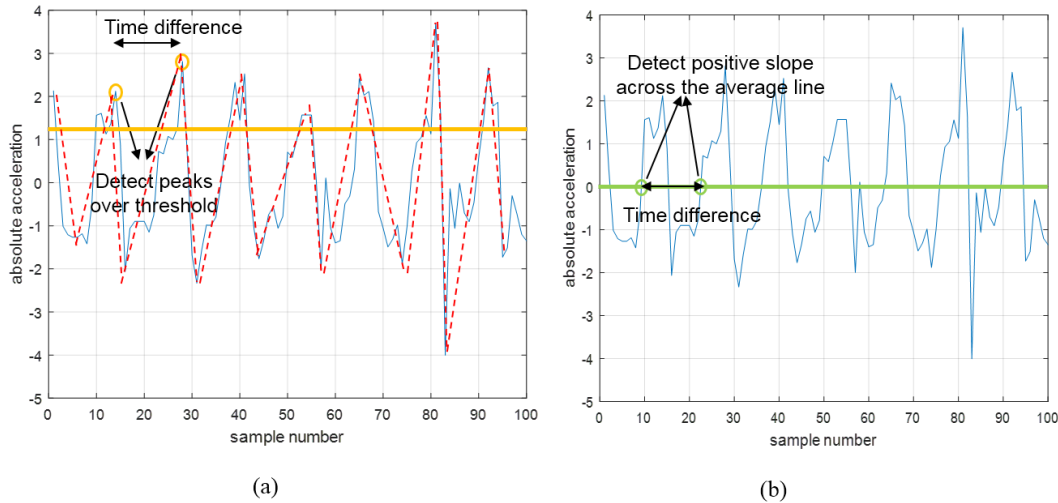 Time difference
Detect peaks
over threshold
absolute acceleration
4
3
2
1
0
-1
-2
-3
-4
-5
0 10 20 30 40 50 60 70 80 90 100
sample number
(a)
Detect positive slope
across the average line
Time difference
absolute acceleration
4
3
2
1
0
-1
-2
-3
-4
-5
0 10 20 30 40 50 60 70 80 90 100
sample number
(b)